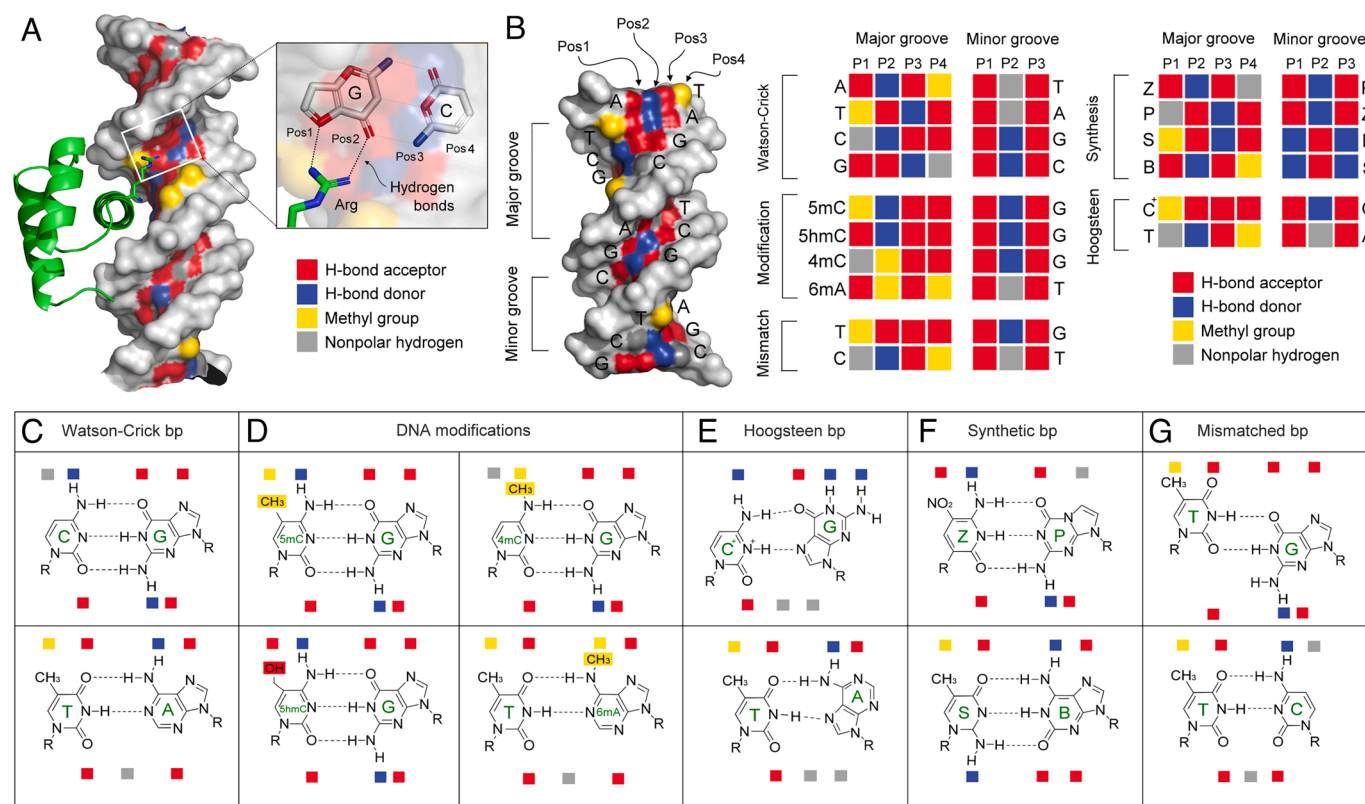 A
G
C
Pos1
Pos2
Pos3
Pos4
Hydrogen
bonds
Arg
H-bond acceptor
H-bond donor
Methyl group
Nonpolar hydrogen
B
Pos1
Pos2
Pos3
Pos4
Major groove
Minor groove
A
T
T
A
C
G
G
C
T
A
C
G
G
C
T
A
C
G
G
C
Major groove
Minor groove
P1 P2 P3 P4
P1 P2 P3
Watson-Crick
A T
T A
C G
G C
Modification
5mC G
5hmC G
4mC G
6mA T
Mismatch
T G
C T
Major groove
Minor groove
P1 P2 P3 P4
P1 P2 P3
Synthesis
Z
P
S
B
Hoogsteen
C+
T
H-bond acceptor
H-bond donor
Methyl group
Nonpolar hydrogen
C Watson-Crick bp
D DNA modifications
E Hoogsteen bp
F Synthetic bp
G Mismatched bp
H
N-H O N
C N H-N G N
N N R
R O H-N
H
CH₃
H
N-H O N
5mC N H-N G N
N N R
R O H-N
H
CH₃
N-H O N
4mC N H-N G N
N N R
R O H-N
H
H
N-H O H H
N N
C+ N+-H N G N-H
N N
R O R
NO₂
H
N-H O N
Z N-H N P N
N R
R O H-N
H
CH₃
O
T N-H O N
N O H-N G N
R N N R
H-N
H
H
CH₃ O H-N N
T N-H N A N
N N R
R O
OH
H
N-H O N
5hmC N H-N G N
N N R
R O H-N
H
CH₃
CH₃ O H-N N
T N-H N 6mA N
N N R
R O
H
CH₃ O H-N N
T N-H N A N
N N
R O R
H
CH₃ O H-N N
S N H-N B N
N N R
R N-H O
H
H
CH₃ O H-N
T N-H N C
N N
R O O R